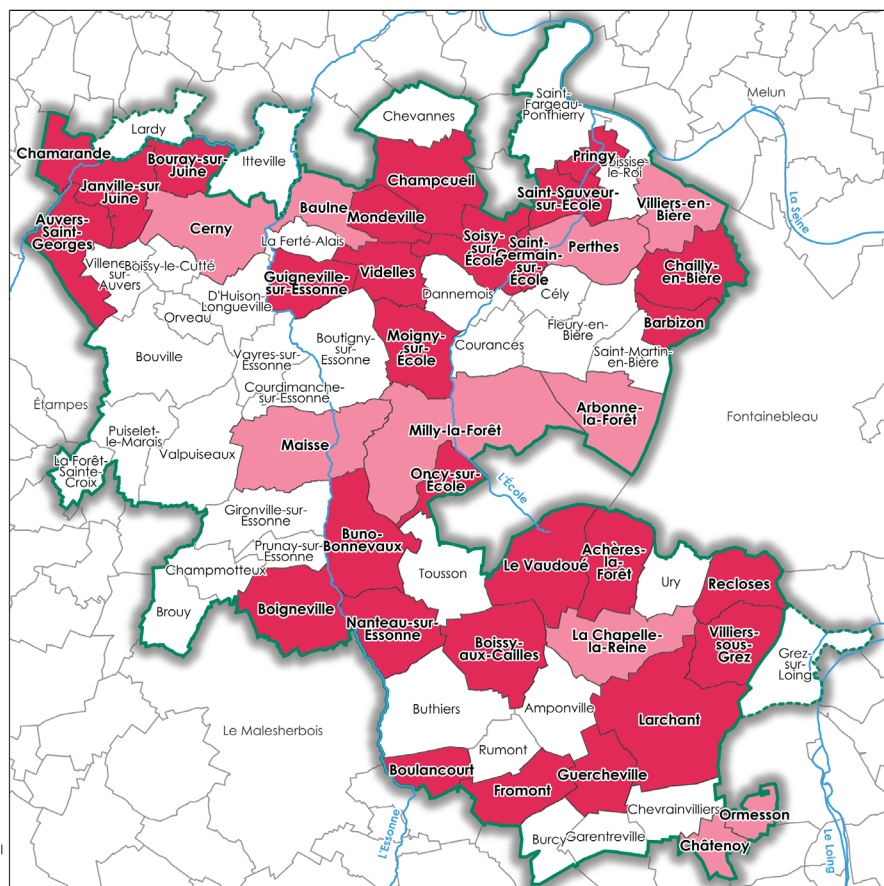 Saint-
Fargeau-
Ponthierry
Melun
Chevannes
Lardy
Chamarande
Bouray-sur-
Juine
Itteville
Pringy
Bissise-
le-Roi
Champcueil
Janville-sur
Juine
Saint-Sauveur-
sur-École
Villiers-en-
Bière
La Seine
Auvers-
Saint-
Georges
Cerny
Baulne
Mondeville
La Ferté-Alais
Soisy-
sur-
École
Saint-
Germain-
sur-
École
Perthes
Chailly-
en-Bière
Villeneuve-
sur-
Auvers
Boissy-le-Cutté
Guigneville-
sur-Essonne
Videlles
Dannemois
Cély
D'Huison-
Longueville
Orveau
Boutigny-
sur-
Essonne
Moigny-
sur-
École
Courances
Fleury-en-
Bière
Barbizon
Saint-Martin-
en-Bière
Bouville
Vayres-sur-
Essonne
Courdimanche-
sur-Essonne
Étampes
Arbonne-
la-Forêt
Fontainebleau
Puiselet-
le-Marais
Valpuiseaux
Maisse
Milly-la-Forêt
La Forêt-
Sainte-
Croix
Oncy-sur-
École
L'École
Gironville-sur-
Essonne
Buno-
Bonnevaux
Prunay-sur-
Essonne
Champmotteux
Tousson
Le Vaudoué
Achères-
la-
Forêt
Ury
Recloses
Brouy
Boigneville
Nanteau-sur-
Essonne
Boissy-
aux-Cailles
La Chapelle-
la-Reine
Villiers-
sous-
Grez
Grez-
sur-
Loing
Buthiers
Amponville
Larchant
Le Malesherbois
Rumont
Boulancourt
Guercheville
Fromont
Chevrainvilliers
Ormesson
Burcy
Garentreville
Châtenoy
L'Essonne
Le Loing